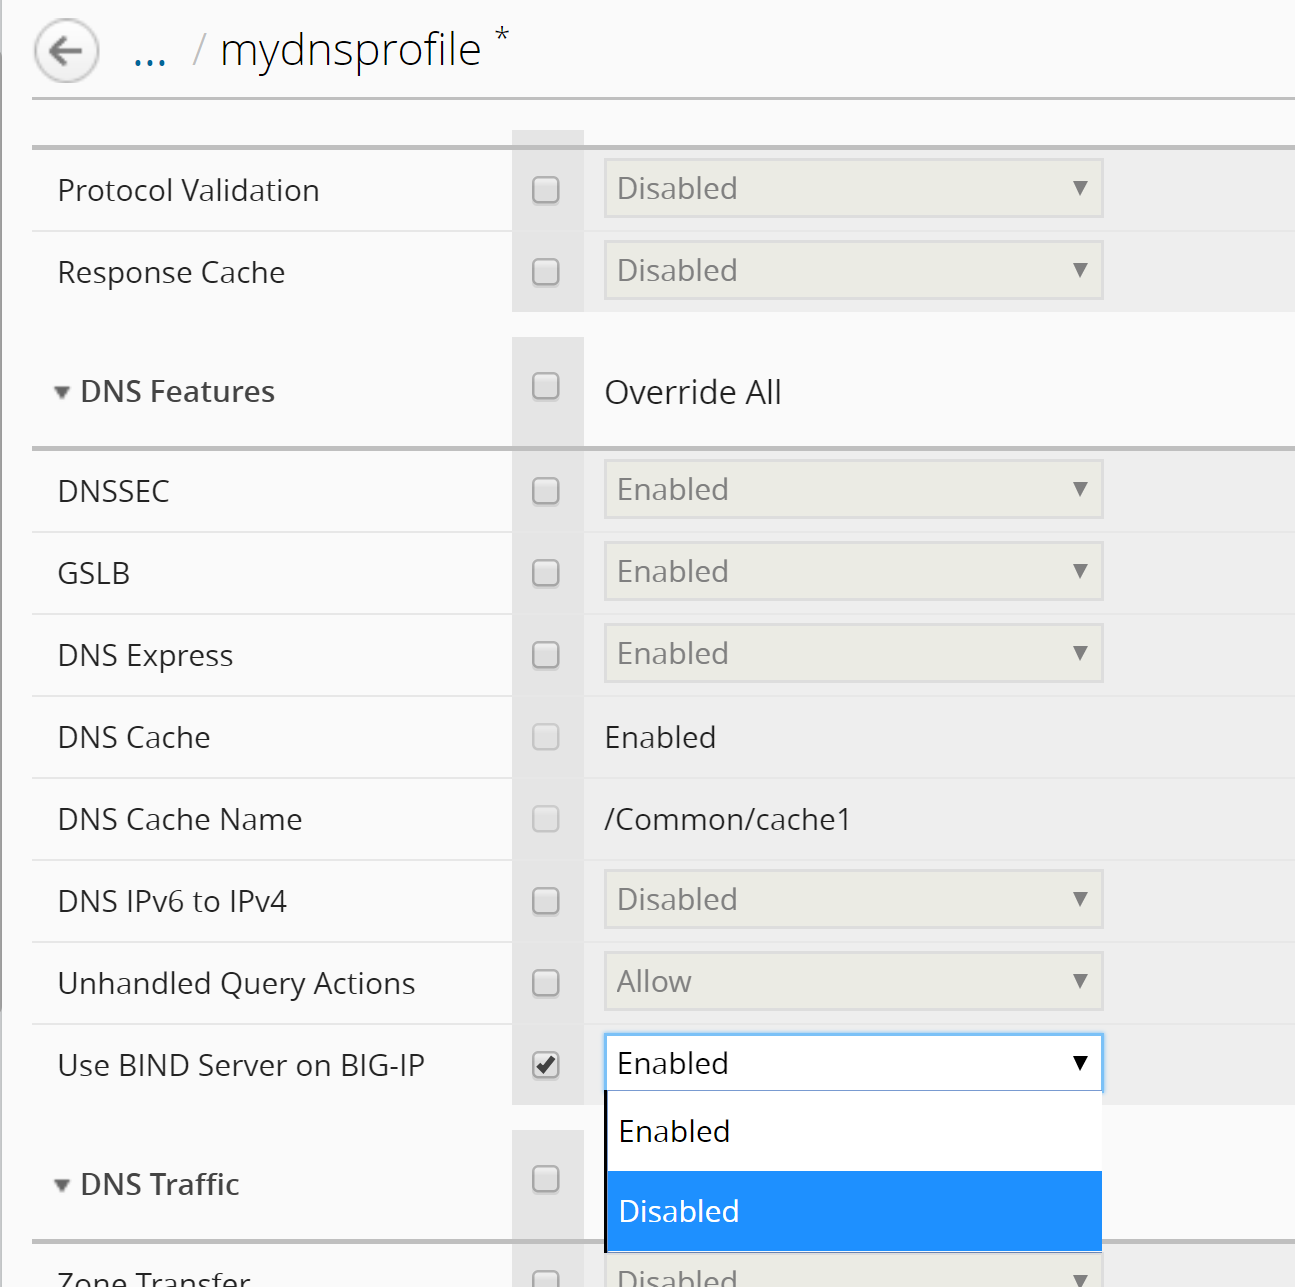 ... / mydnsprofile *
Protocol Validation Disabled
Response Cache Disabled
DNS Features Override All
DNSSEC Enabled
GSLB Enabled
DNS Express Enabled
DNS Cache Enabled
DNS Cache Name /Common/cache1
DNS IPv6 to IPv4 Disabled
Unhandled Query Actions Allow
Use BIND Server on BIG-IP Enabled
Enabled
DNS Traffic
Disabled
Zone Transfer Disabled